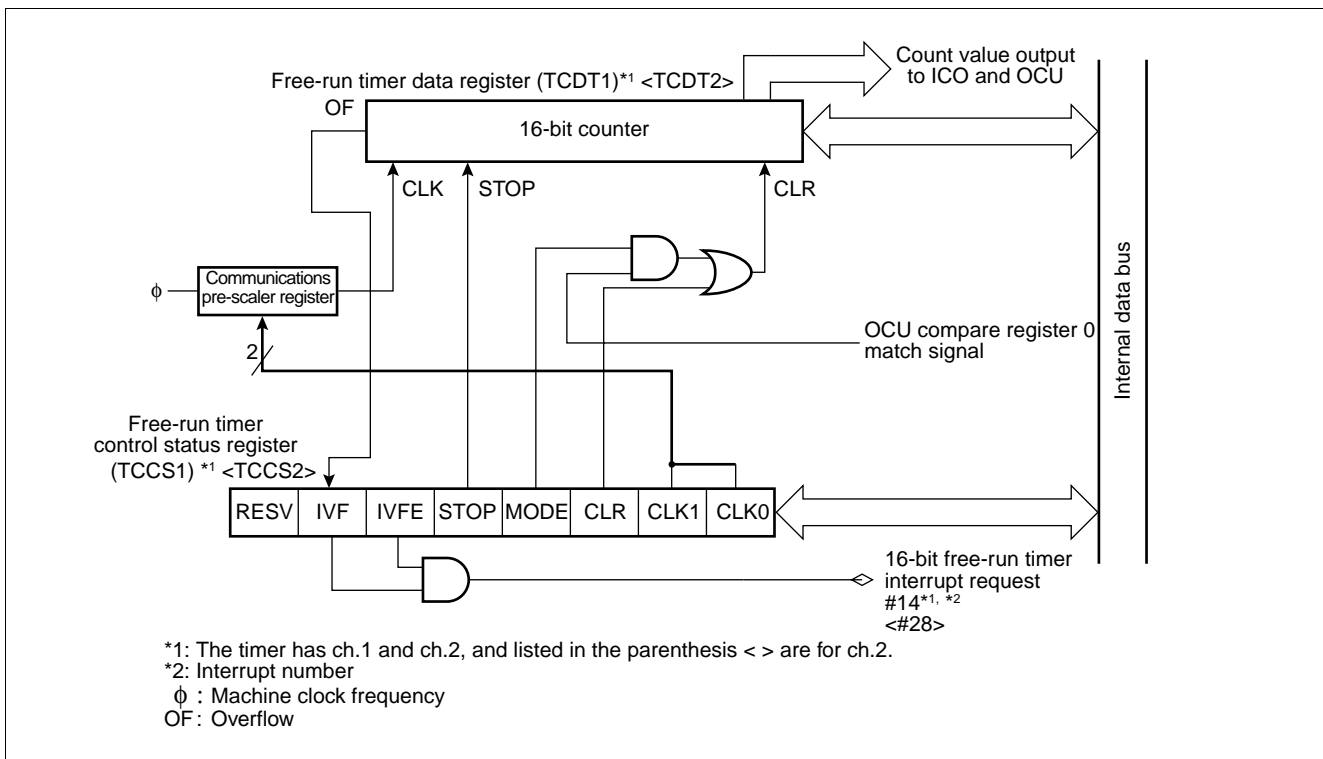 Count value output
to ICO and OCU
Free-run timer data register (TCDT1)*1 <TCDT2>
OF
16-bit counter
CLK
STOP
CLR
Communications
pre-scaler register
ϕ
2
OCU compare register 0
match signal
Internal data bus
Free-run timer
control status register
(TCCS1) *1 <TCCS2>
RESV IVF IVFE STOP MODE CLR CLK1 CLK0
16-bit free-run timer
interrupt request
#14*1, *2
<#28>
*1: The timer has ch.1 and ch.2, and listed in the parenthesis < > are for ch.2.
*2: Interrupt number
ϕ : Machine clock frequency
OF : Overflow